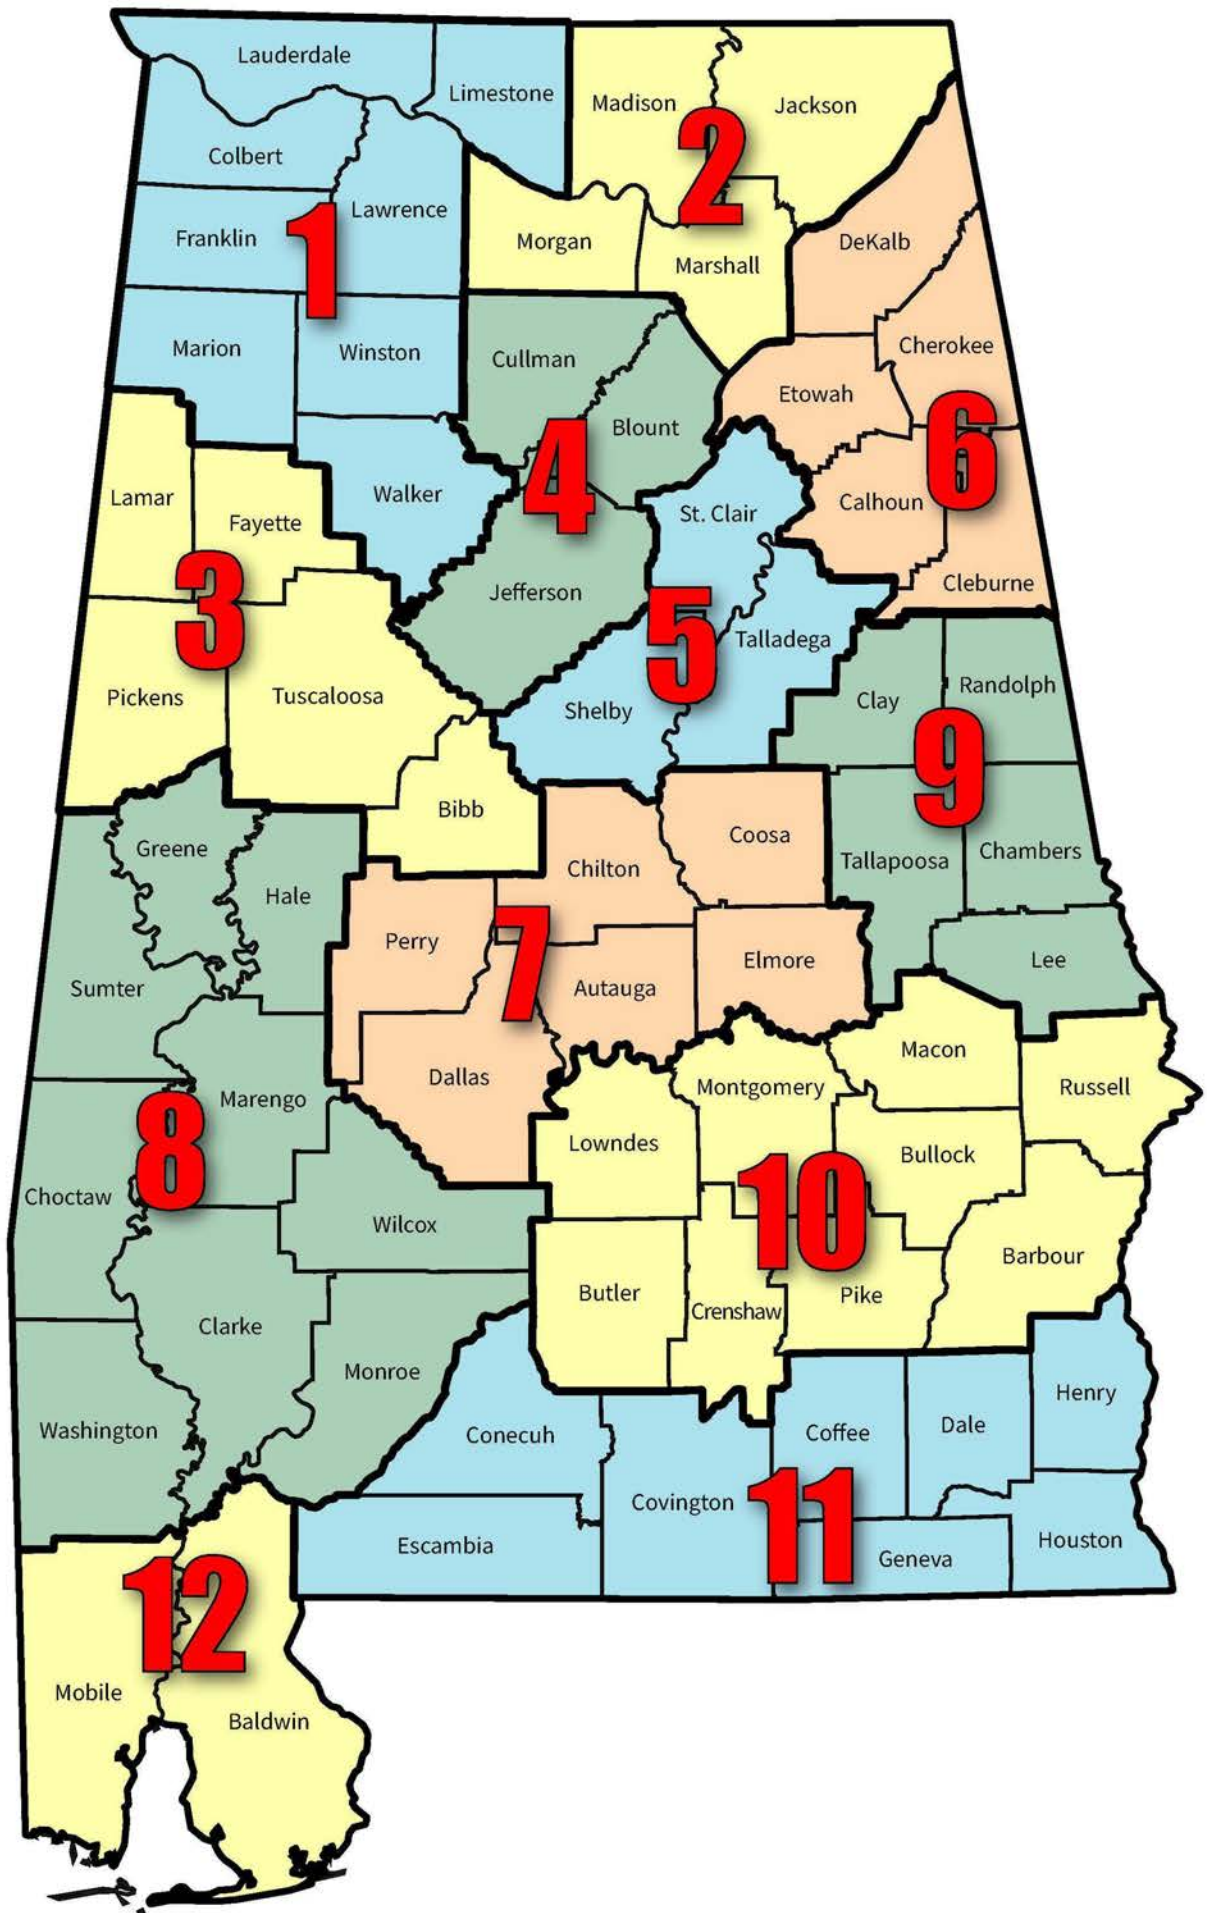 Lauderdale
Limestone
Madison
Jackson
Colbert
2
Lawrence
Franklin
1
Morgan
Marshall
DeKalb
Marion
Winston
Cullman
Cherokee
Etowah
Blount
4
6
Lamar
Walker
Fayette
St. Clair
Calhoun
3
Jefferson
5
Cleburne
Talladega
Pickens
Tuscaloosa
Shelby
Clay
Randolph
9
Bibb
Greene
Coosa
Chilton
Tallapoosa
Chambers
Hale
Perry
7
Elmore
Lee
Sumter
Autauga
Macon
Dallas
Montgomery
Russell
8
Marengo
Lowndes
Bullock
Choctaw
10
Wilcox
Barbour
Butler
Crenshaw
Pike
Clarke
Monroe
Henry
Washington
Conecuh
Coffee
Dale
Covington
11
Escambia
Geneva
Houston
12
Mobile
Baldwin